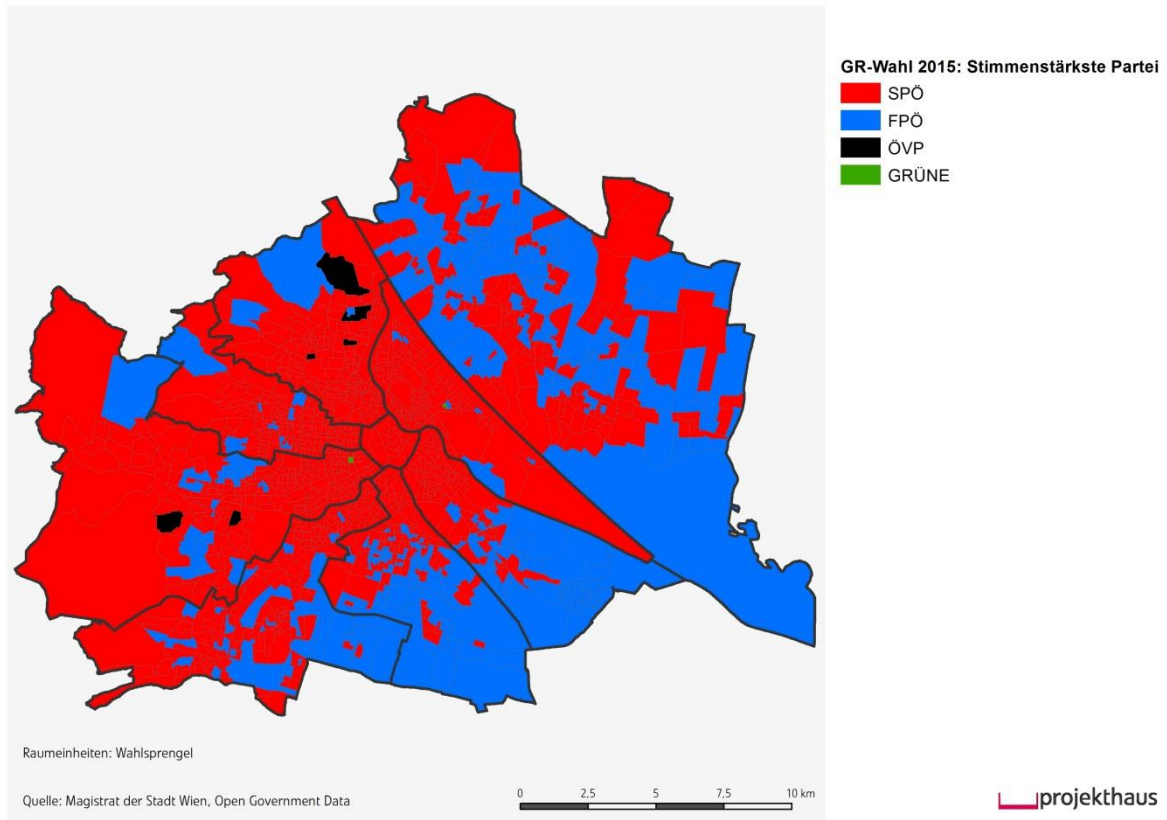 GR-Wahl 2015: Stimmenstärkste Partei
SPÖ
FPÖ
ÖVP
GRÜNE
Raumeinheiten: Wahlsprengel
Quelle: Magistrat der Stadt Wien, Open Government Data
0 2,5 5 7,5 10 km
projekthaus